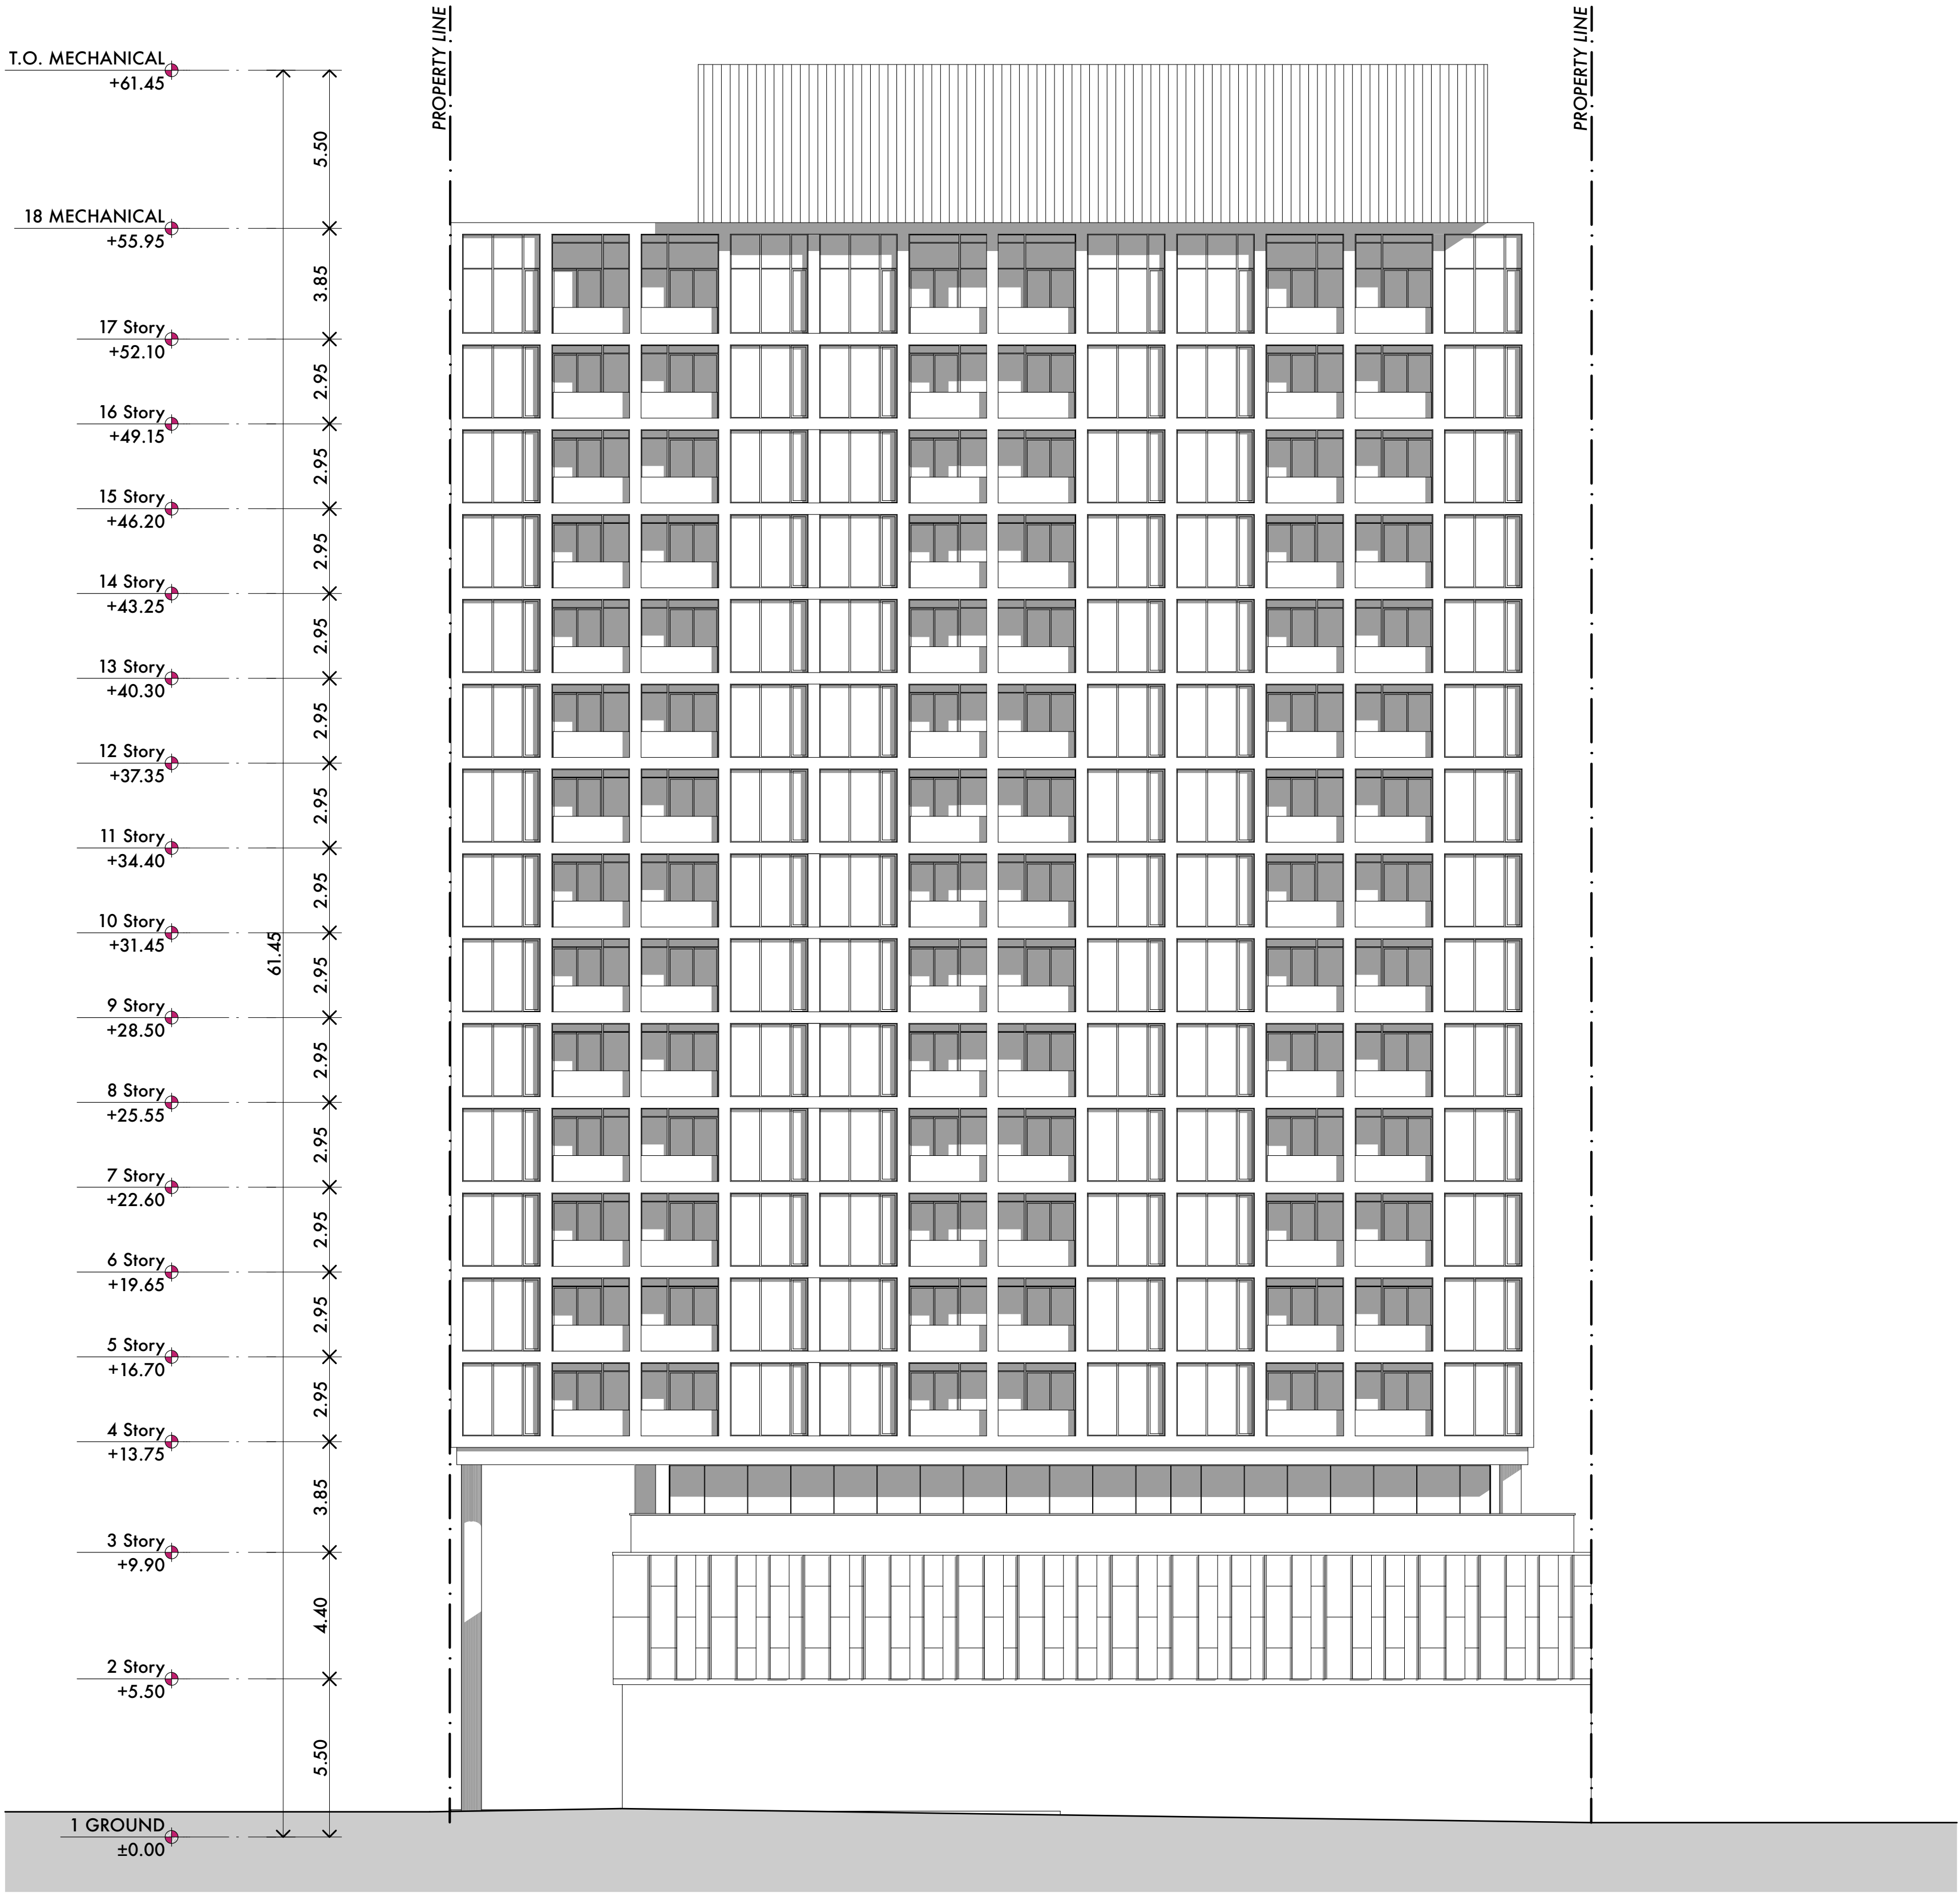 PROPERTY LINE
PROPERTY LINE
T.O. MECHANICAL
+61.45
5.50
18 MECHANICAL
+55.95
3.85
17 Story
+52.10
2.95
16 Story
+49.15
2.95
15 Story
+46.20
2.95
14 Story
+43.25
2.95
13 Story
+40.30
2.95
12 Story
+37.35
2.95
11 Story
+34.40
2.95
10 Story
+31.45
61.45
2.95
9 Story
+28.50
2.95
8 Story
+25.55
2.95
7 Story
+22.60
2.95
6 Story
+19.65
2.95
5 Story
+16.70
2.95
4 Story
+13.75
3.85
3 Story
+9.90
4.40
2 Story
+5.50
5.50
1 GROUND
±0.00